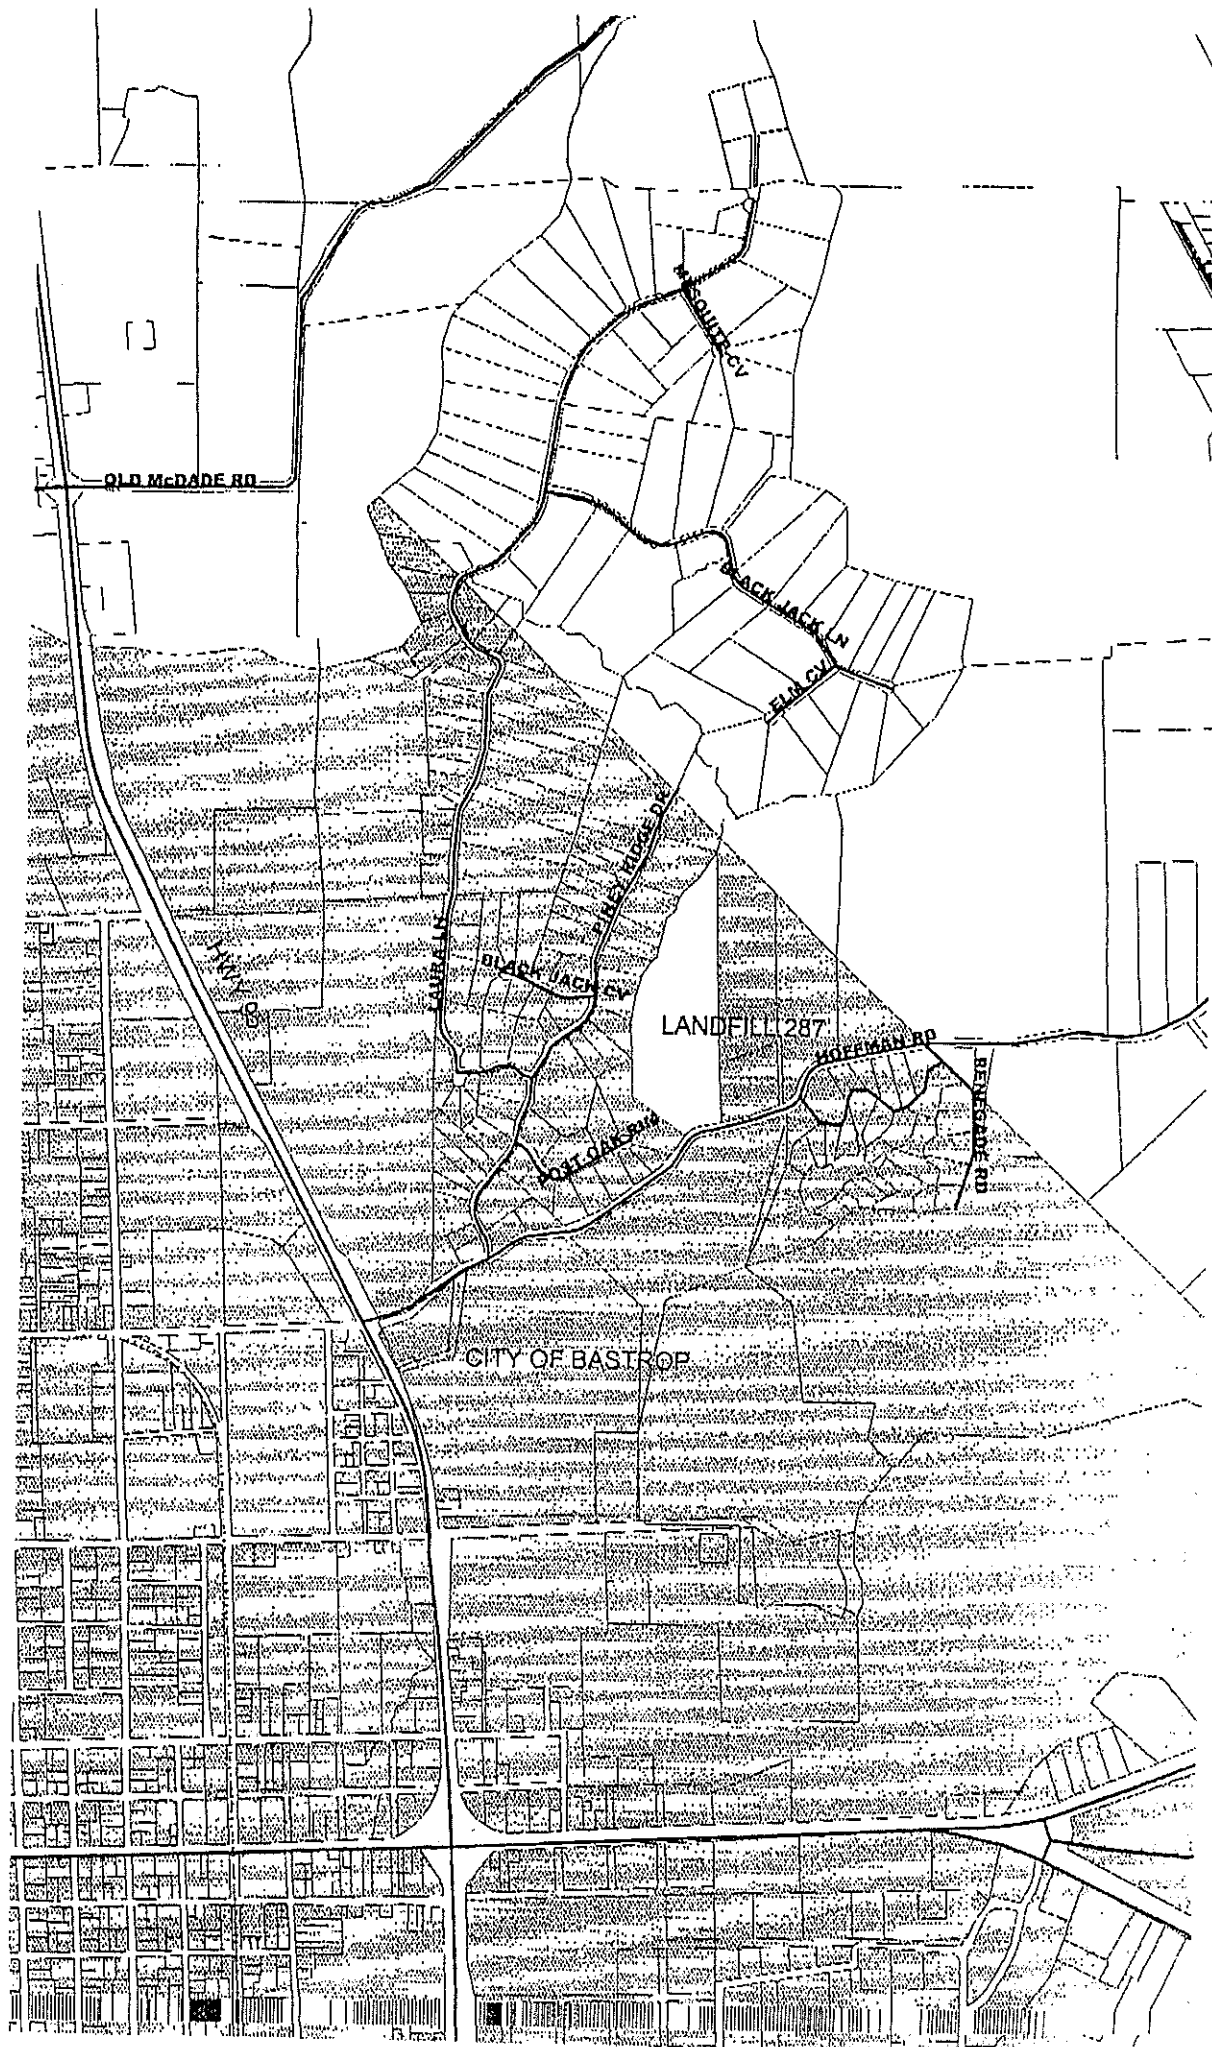 MESQUITE CV
OLD McDADE RD
BLACK JACK LN
ELM CV
PINEY RIDGE DR
LAURA LN
HWY
BLACK JACK CV
LANDFILL 287
HOFFMAN RD
RENEGADE RD
POST OAK
CITY OF BASTROP